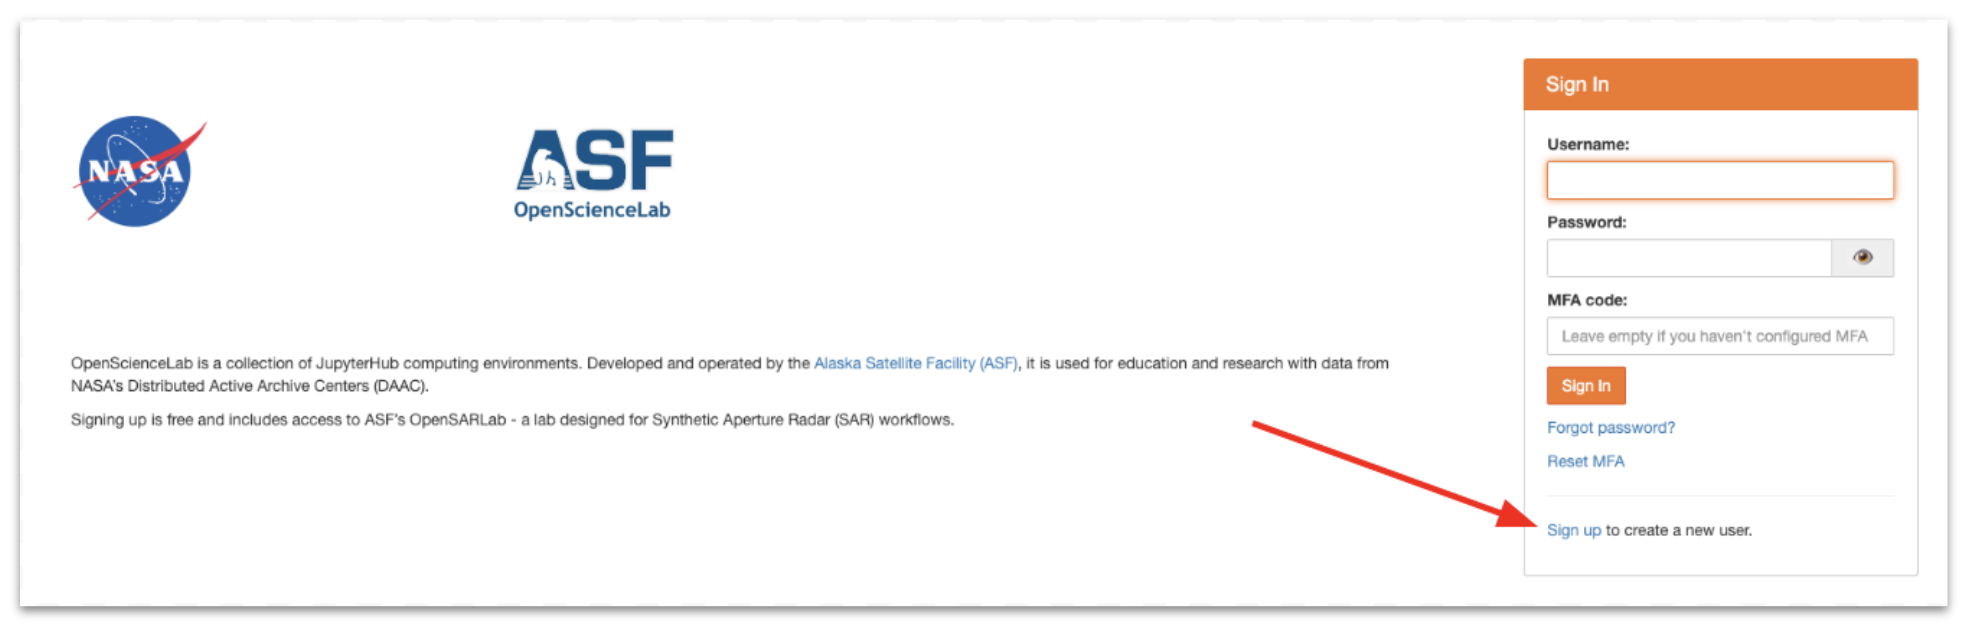 NASA
ASF
OpenScienceLab
OpenScienceLab is a collection of JupyterHub computing environments. Developed and operated by the Alaska Satellite Facility (ASF), it is used for education and research with data from
NASA's Distributed Active Archive Centers (DAAC).
Signing up is free and includes access to ASF's OpenSARLab - a lab designed for Synthetic Aperture Radar (SAR) workflows.
Sign In
Username:
Password:
MFA code:
Leave empty if you haven't configured MFA
Sign In
Forgot password?
Reset MFA
Sign up to create a new user.